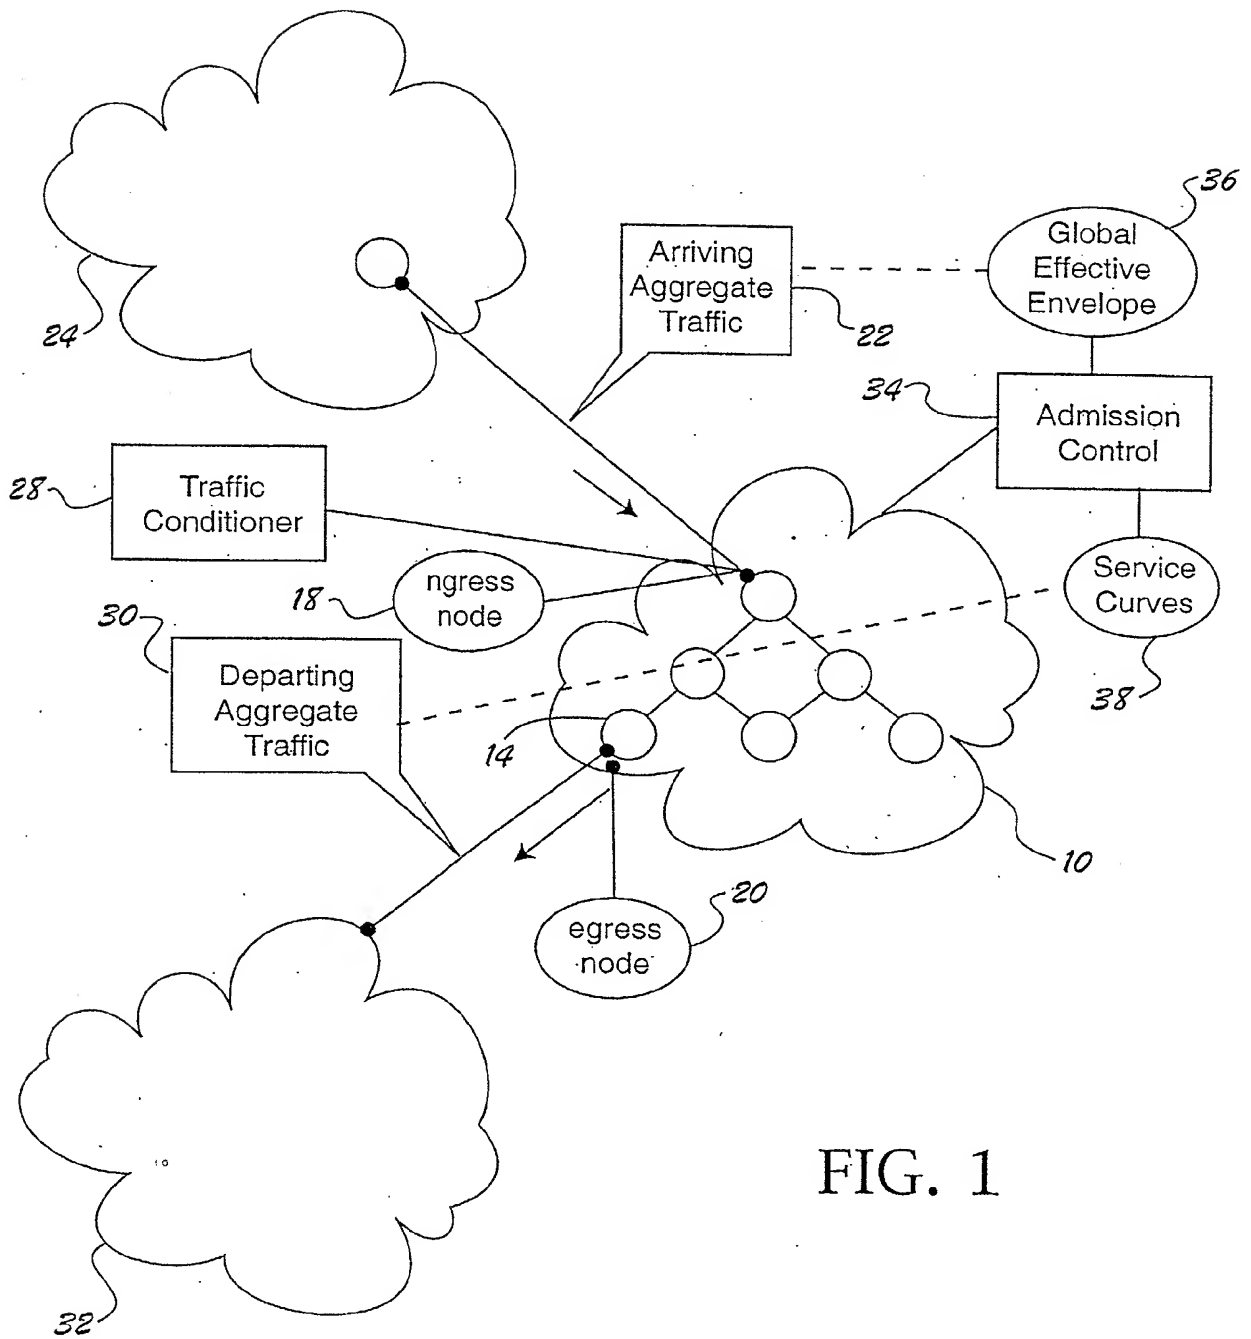 36
Global
Effective
Envelope
Arriving
Aggregate
Traffic
22
24
34
Admission
Control
28
Traffic
Conditioner
18
ngress
node
Service
Curves
38
30
Departing
Aggregate
Traffic
14
10
20
egress
node
32
FIG. 1